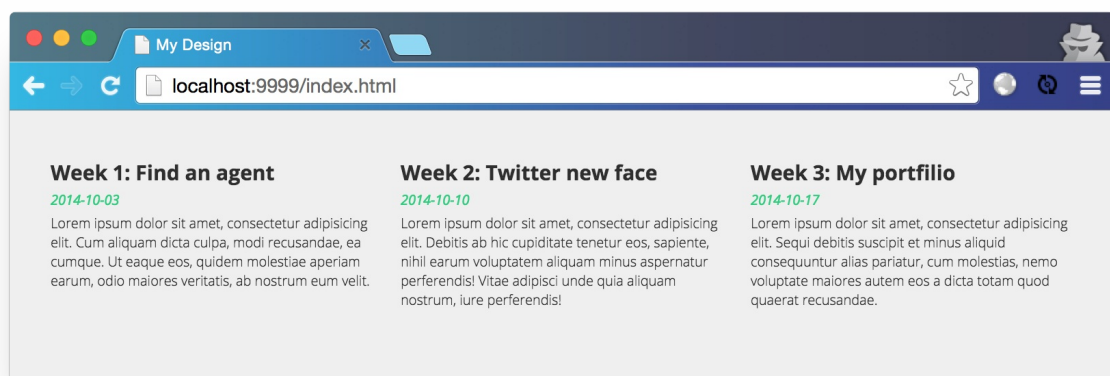 My Design
localhost:9999/index.html
Week 1: Find an agent
2014-10-03
Lorem ipsum dolor sit amet, consectetur adipisicing
elit. Cum aliquam dicta culpa, modi recusandae, ea
cumque. Ut eaque eos, quidem molestiae aperiam
earum, odio maiores veritatis, ab nostrum eum velit.
Week 2: Twitter new face
2014-10-10
Lorem ipsum dolor sit amet, consectetur adipisicing
elit. Debitis ab hic cupiditate tenetur eos, sapiente,
nihil earum voluptatem aliquam minus aspernatur
perferendis! Vitae adipisci unde quia aliquam
nostrum, iure perferendis!
Week 3: My portfilio
2014-10-17
Lorem ipsum dolor sit amet, consectetur adipisicing
elit. Sequi debitis suscipit et minus aliquid
consequuntur alias pariatur, cum molestias, nemo
voluptate maiores autem eos a dicta totam quod
quaerat recusandae.